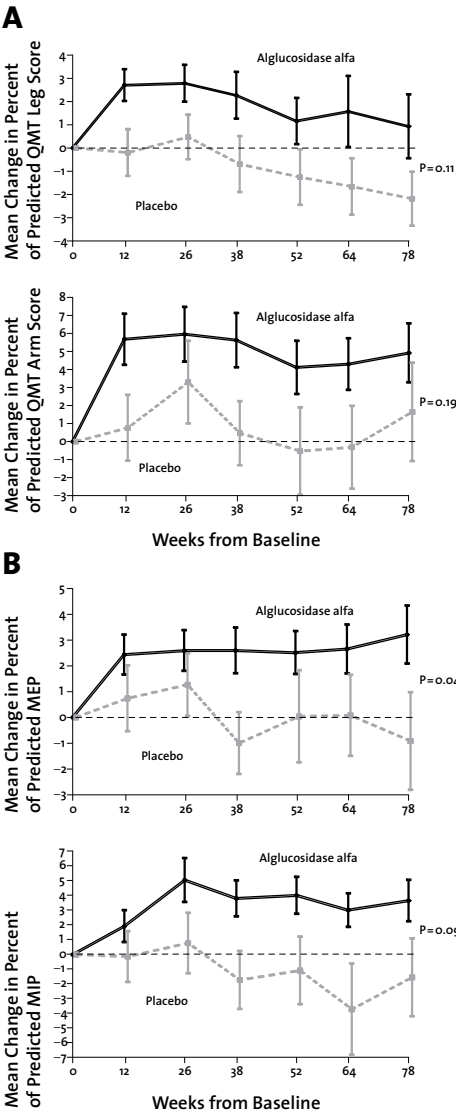 A
Mean Change in Percent
of Predicted QMT Leg Score
4
3
2
1
0
−1
−2
−3
−4
Alglucosidase alfa
Placebo
P=0.11
0 12 26 38 52 64 78
Mean Change in Percent
of Predicted QMT Arm Score
8
7
6
5
4
3
2
1
0
−1
−2
−3
Alglucosidase alfa
Placebo
P=0.19
0 12 26 38 52 64 78
Weeks from Baseline
B
Mean Change in Percent
of Predicted MEP
5
4
3
2
1
0
−1
−2
−3
Alglucosidase alfa
Placebo
P=0.04
0 12 26 38 52 64 78
Mean Change in Percent
of Predicted MIP
7
6
5
4
3
2
1
0
−1
−2
−3
−4
−5
−6
−7
Alglucosidase alfa
Placebo
P=0.09
0 12 26 38 52 64 78
Weeks from Baseline